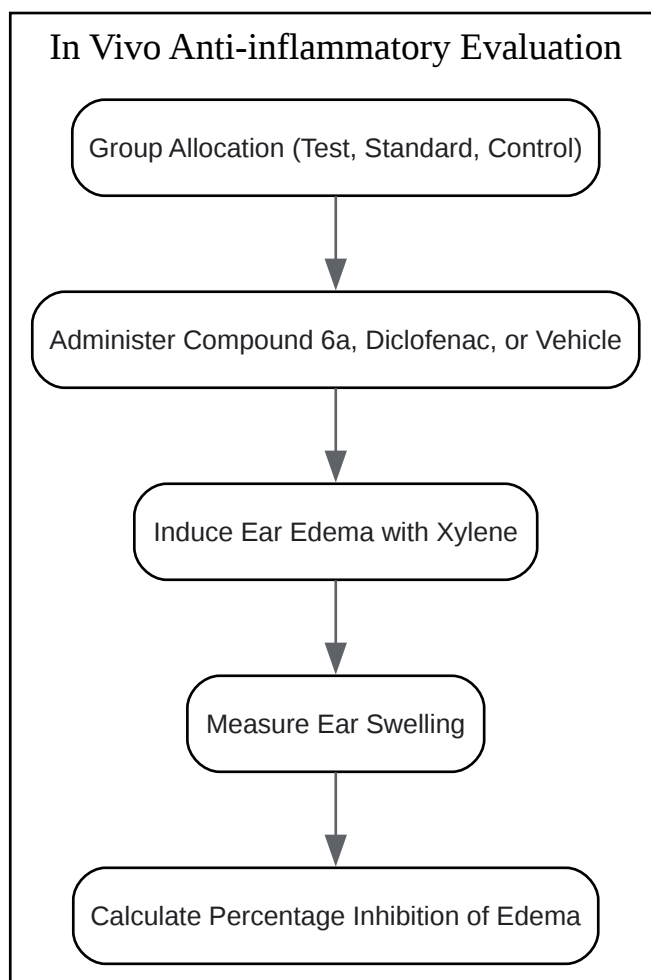 In Vivo Anti-inflammatory Evaluation
Group Allocation (Test, Standard, Control)
Administer Compound 6a, Diclofenac, or Vehicle
Induce Ear Edema with Xylene
Measure Ear Swelling
Calculate Percentage Inhibition of Edema